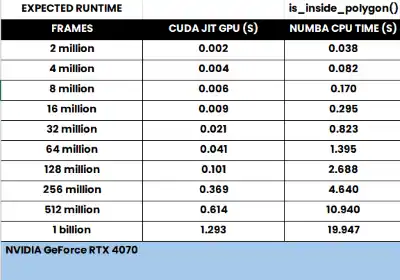 EXPECTED RUNTIME is_inside_polygon()
FRAMES CUDA JIT GPU (S) NUMBA CPU TIME (S)
2 million 0.002 0.038
4 million 0.004 0.082
8 million 0.006 0.170
16 million 0.009 0.295
32 million 0.021 0.823
64 million 0.041 1.395
128 million 0.101 2.688
256 million 0.369 4.640
512 million 0.614 10.940
1 billion 1.293 19.947
NVIDIA GeForce RTX 4070